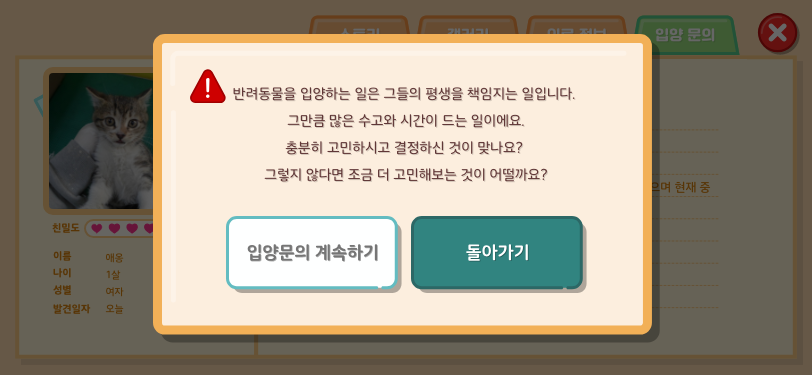 입양 문의
반려동물을 입양하는 일은 그들의 평생을 책임지는 일입니다.
그만큼 많은 수고와 시간이 드는 일이에요.
충분히 고민하시고 결정하신 것이 맞나요?
그렇지 않다면 조금 더 고민해보는 것이 어떨까요?
으며 현재 중
입양문의 계속하기
돌아가기
친밀도
이름 애옹
나이 1살
성별 여자
발견일자 오늘